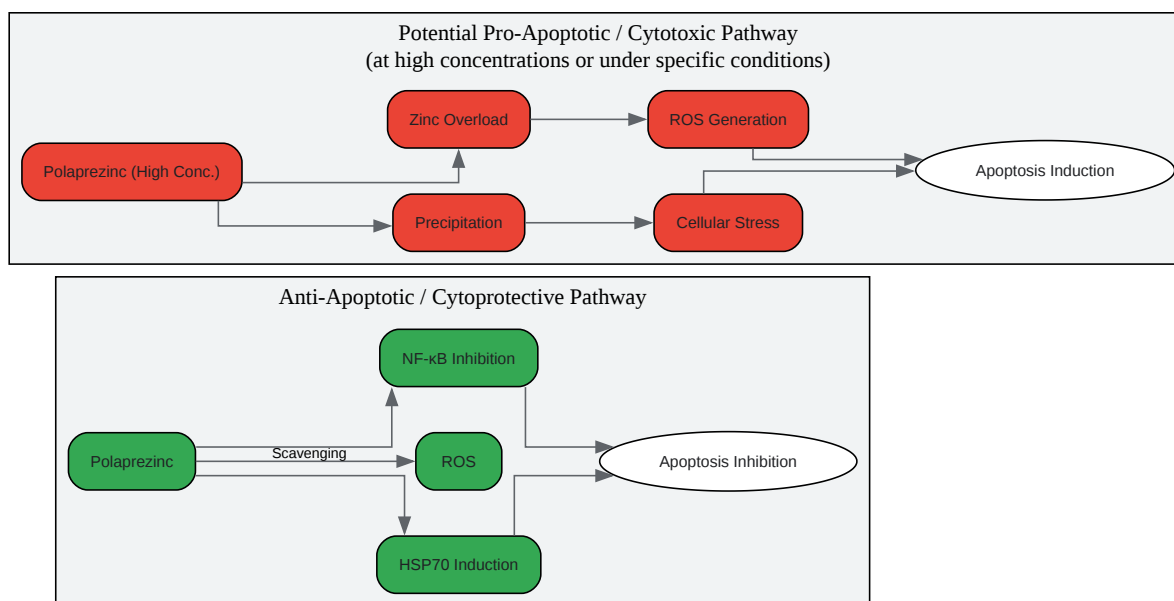 Potential Pro-Apoptotic / Cytotoxic Pathway
(at high concentrations or under specific conditions)
Zinc Overload
ROS Generation
Polaprezinc (High Conc.)
Apoptosis Induction
Precipitation
Cellular Stress
Anti-Apoptotic / Cytoprotective Pathway
NF-κB Inhibition
Polaprezinc
Scavenging
ROS
Apoptosis Inhibition
HSP70 Induction